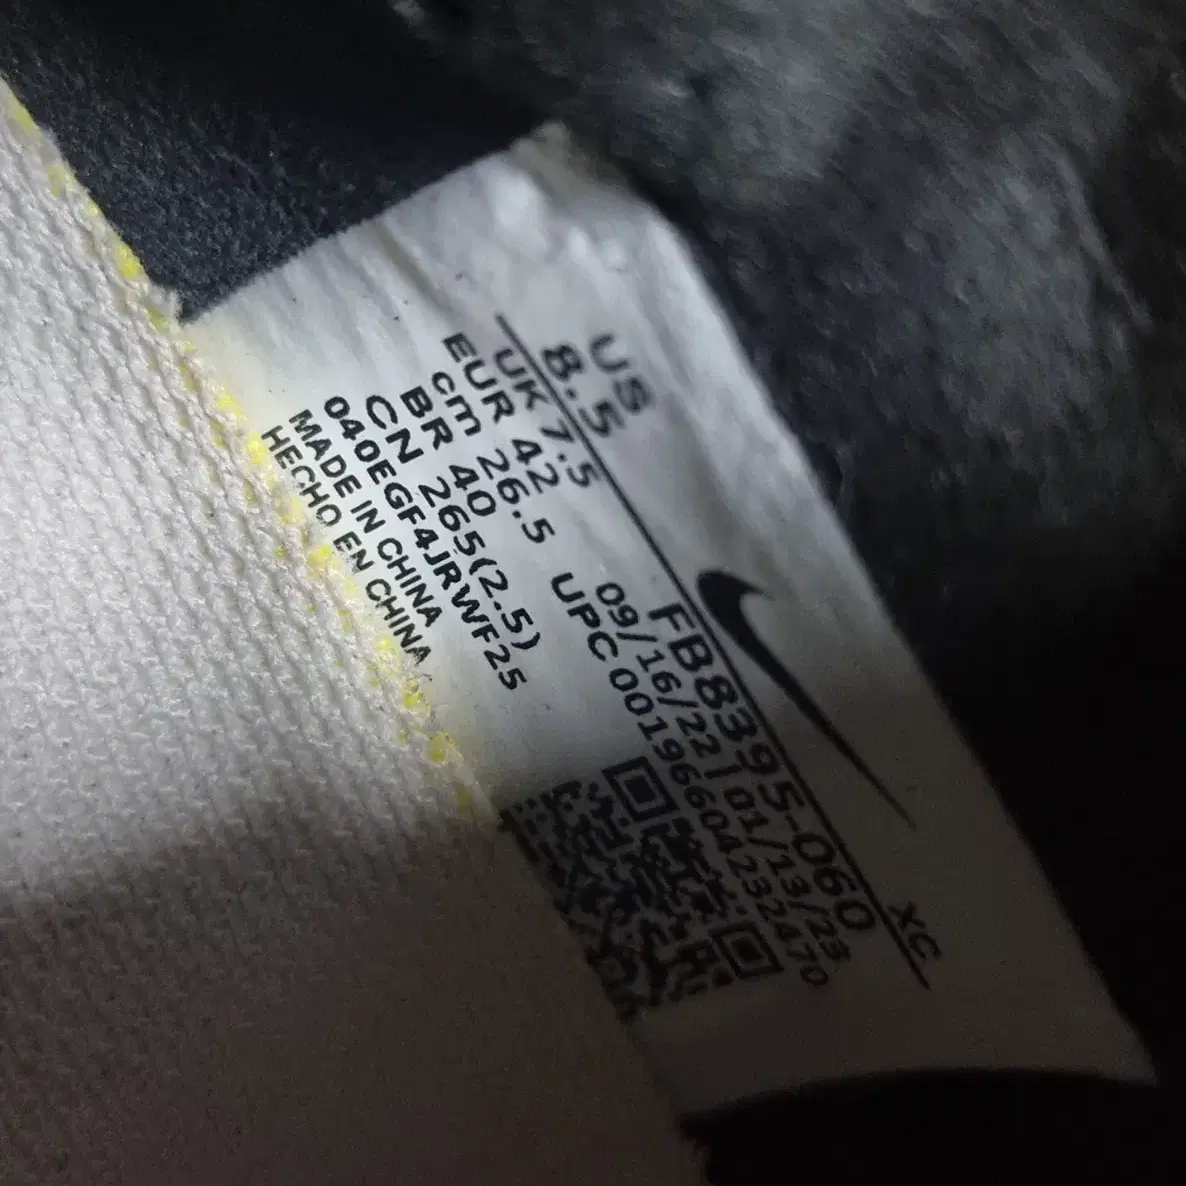 US
8.5
UK 7.5
EUR 42
cm 26.5
BR 40
CN 265(2.5)
040EGF4JRWF25
MADE IN CHINA
HECHO EN CHINA
XC
FB8395-060
09/16/22 | 01/13/23
UPC 00196604232470